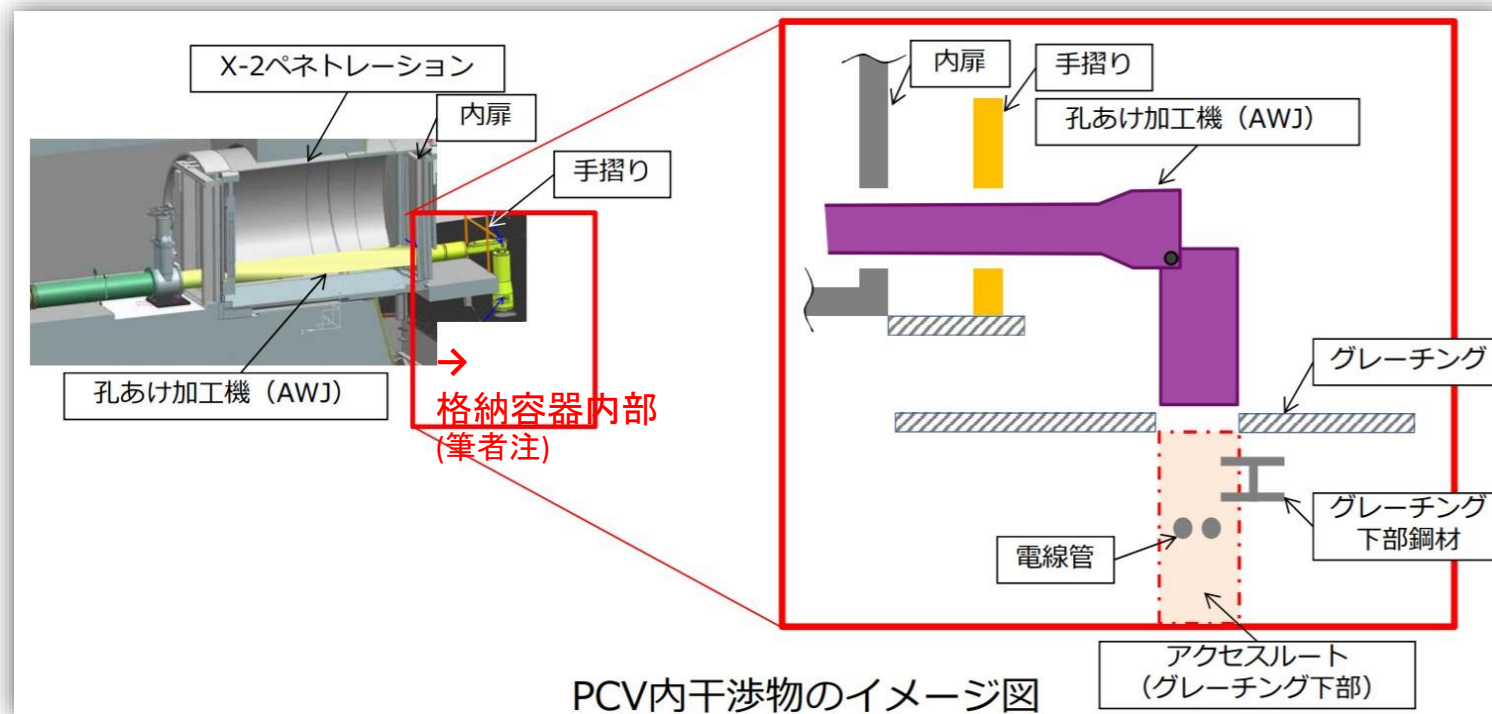 X-2ペネトレーション
内扉
手摺り
孔あけ加工機（AWJ）
→
格納容器内部
(筆者注)
内扉
手摺り
孔あけ加工機（AWJ）
グレーチング
グレーチング
下部鋼材
電線管
アクセスルート
（グレーチング下部）
PCV内干渉物のイメージ図